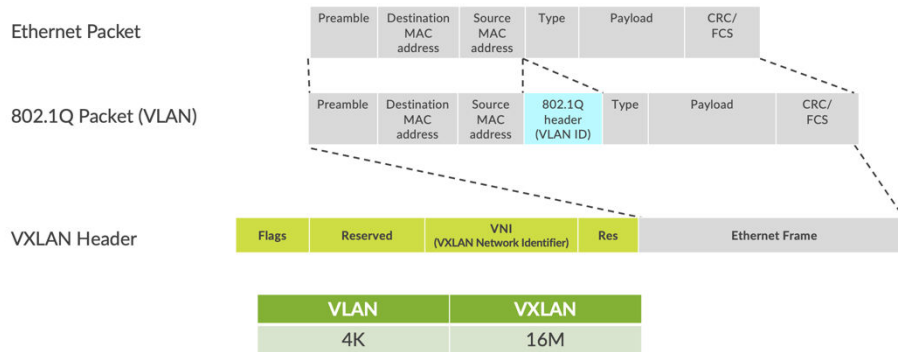 Ethernet Packet
Preamble
Destination
MAC
address
Source
MAC
address
Type
Payload
CRC/
FCS
802.1Q Packet (VLAN)
Preamble
Destination
MAC
address
Source
MAC
address
802.1Q
header
(VLAN ID)
Type
Payload
CRC/
FCS
VXLAN Header
Flags
Reserved
VNI
(VXLAN Network Identifier)
Res
Ethernet Frame
VLAN
VXLAN
4K
16M